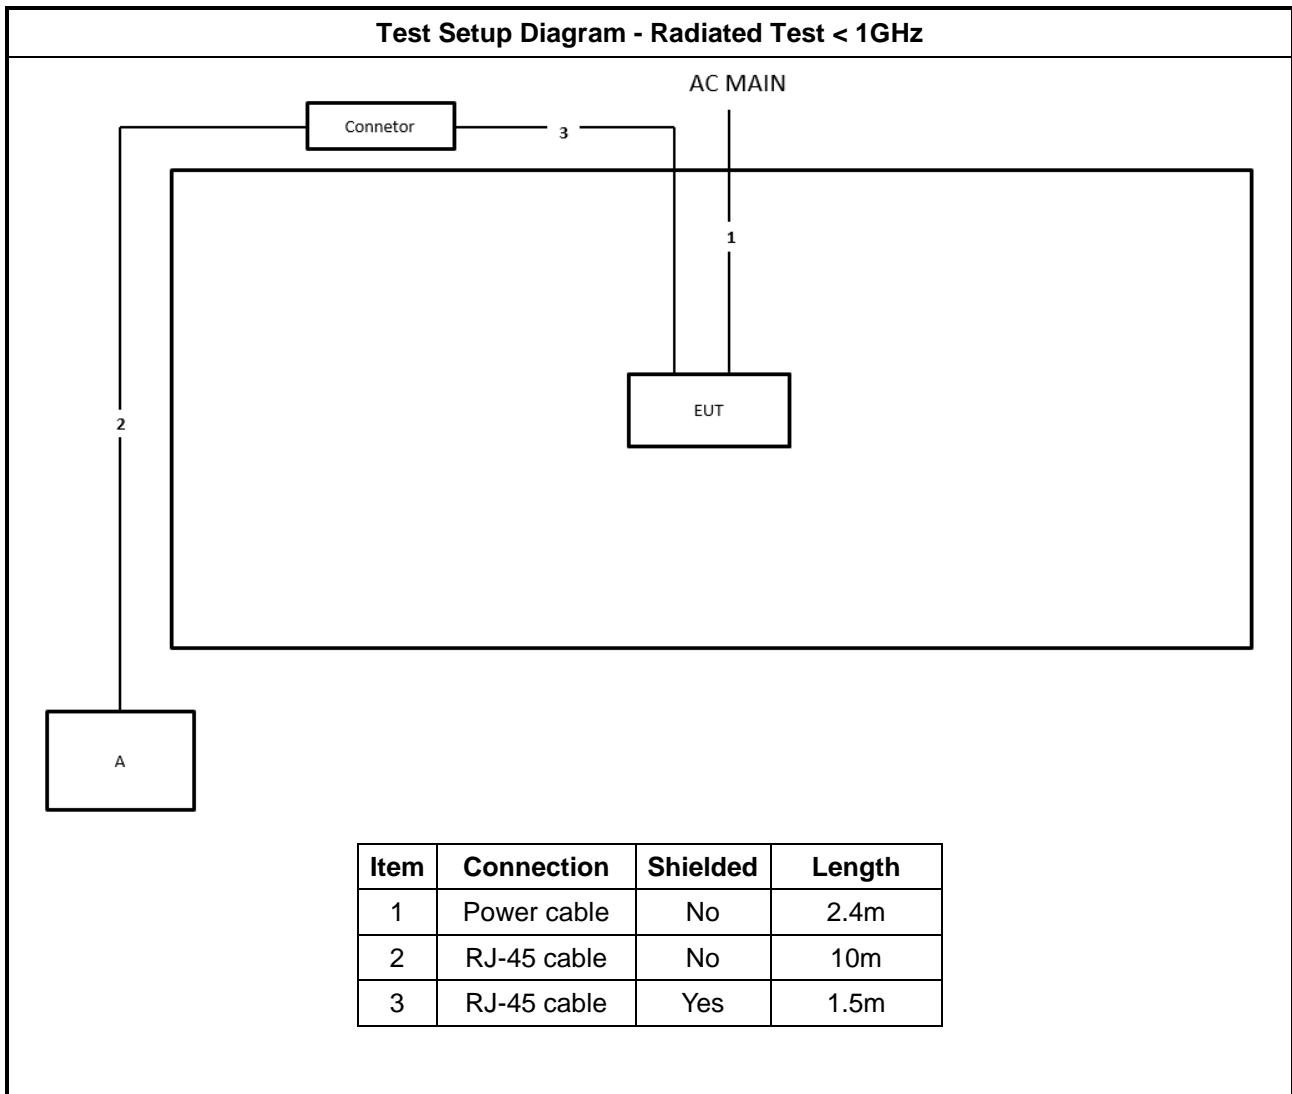 Test Setup Diagram - Radiated Test < 1GHz
AC MAIN
Connetor
3
1
EUT
2
A
Item Connection Shielded Length
1 Power cable No 2.4m
2 RJ-45 cable No 10m
3 RJ-45 cable Yes 1.5m